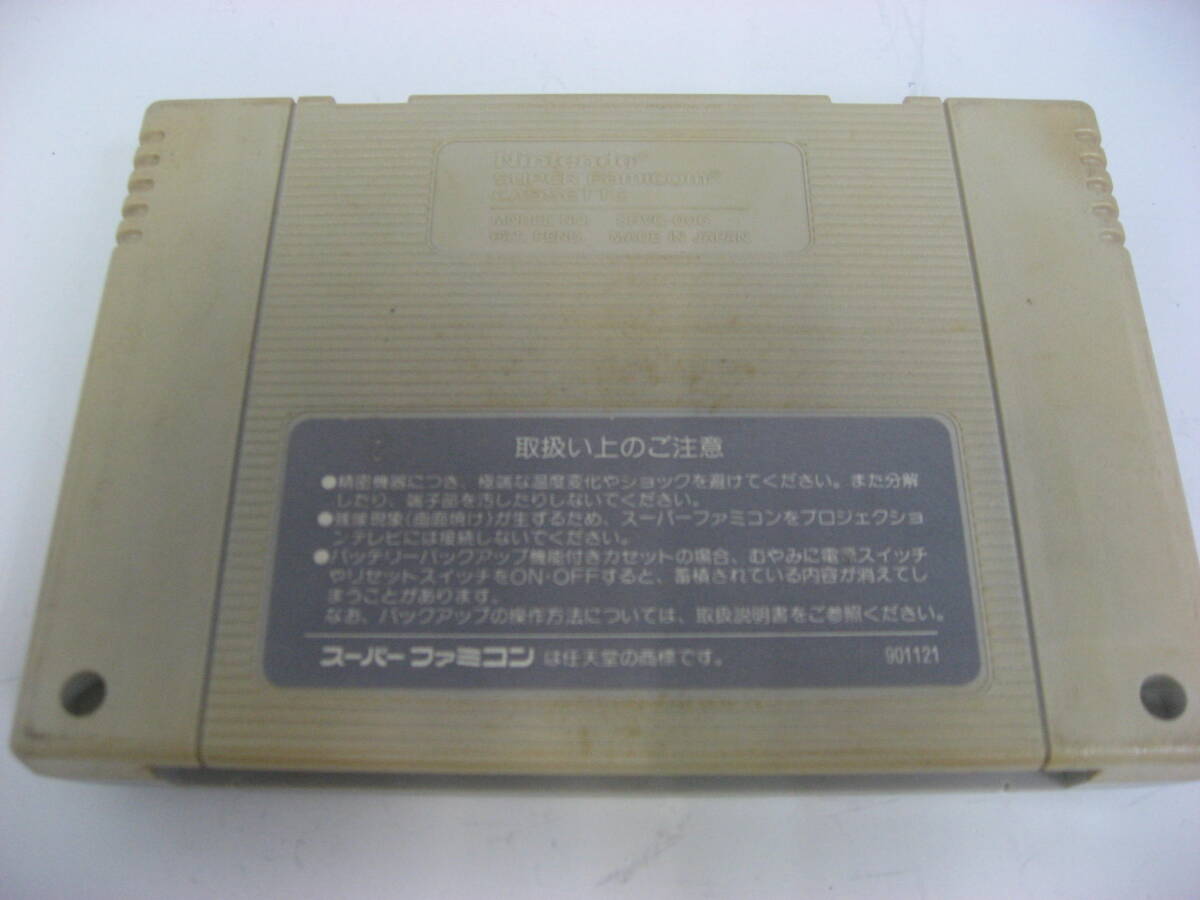 Nintendo®
SUPER FAMICOM®
CASSETTE
MODEL NO. SHVC-006
PAT. PEND. MADE IN JAPAN
取扱い上のご注意
●精密機器につき、極端な温度変化やショックを避けてください。また分解
したり、端子部を汚したりしないでください。
●残像現象(画面焼け)が生ずるため、スーパーファミコンをプロジェクショ
ンテレビには接続しないでください。
●バッテリーバックアップ機能付きカセットの場合、むやみに電源スイッチ
やリセットスイッチをON・OFFすると、蓄積されている内容が消えてし
まうことがあります。
なお、バックアップの操作方法については、取扱説明書をご参照ください。
スーパーファミコン は任天堂の商標です。 901121